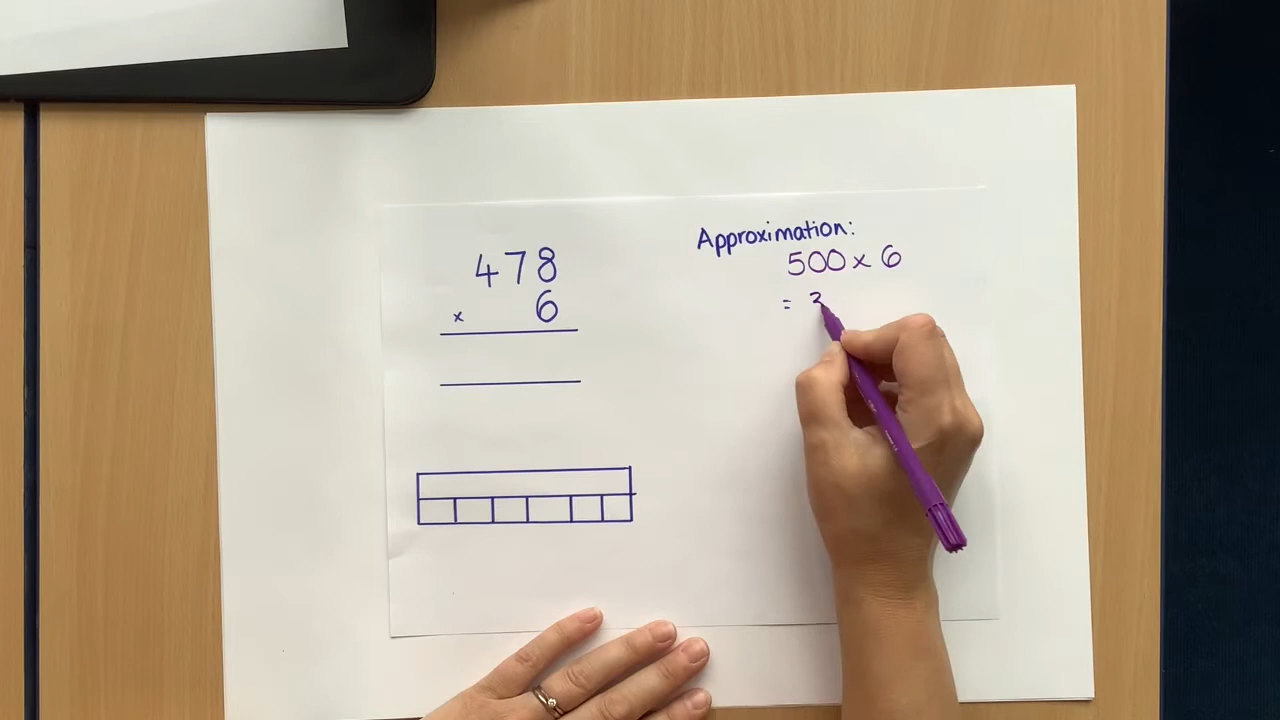 478
× 6
Approximation:
500 × 6
= 3